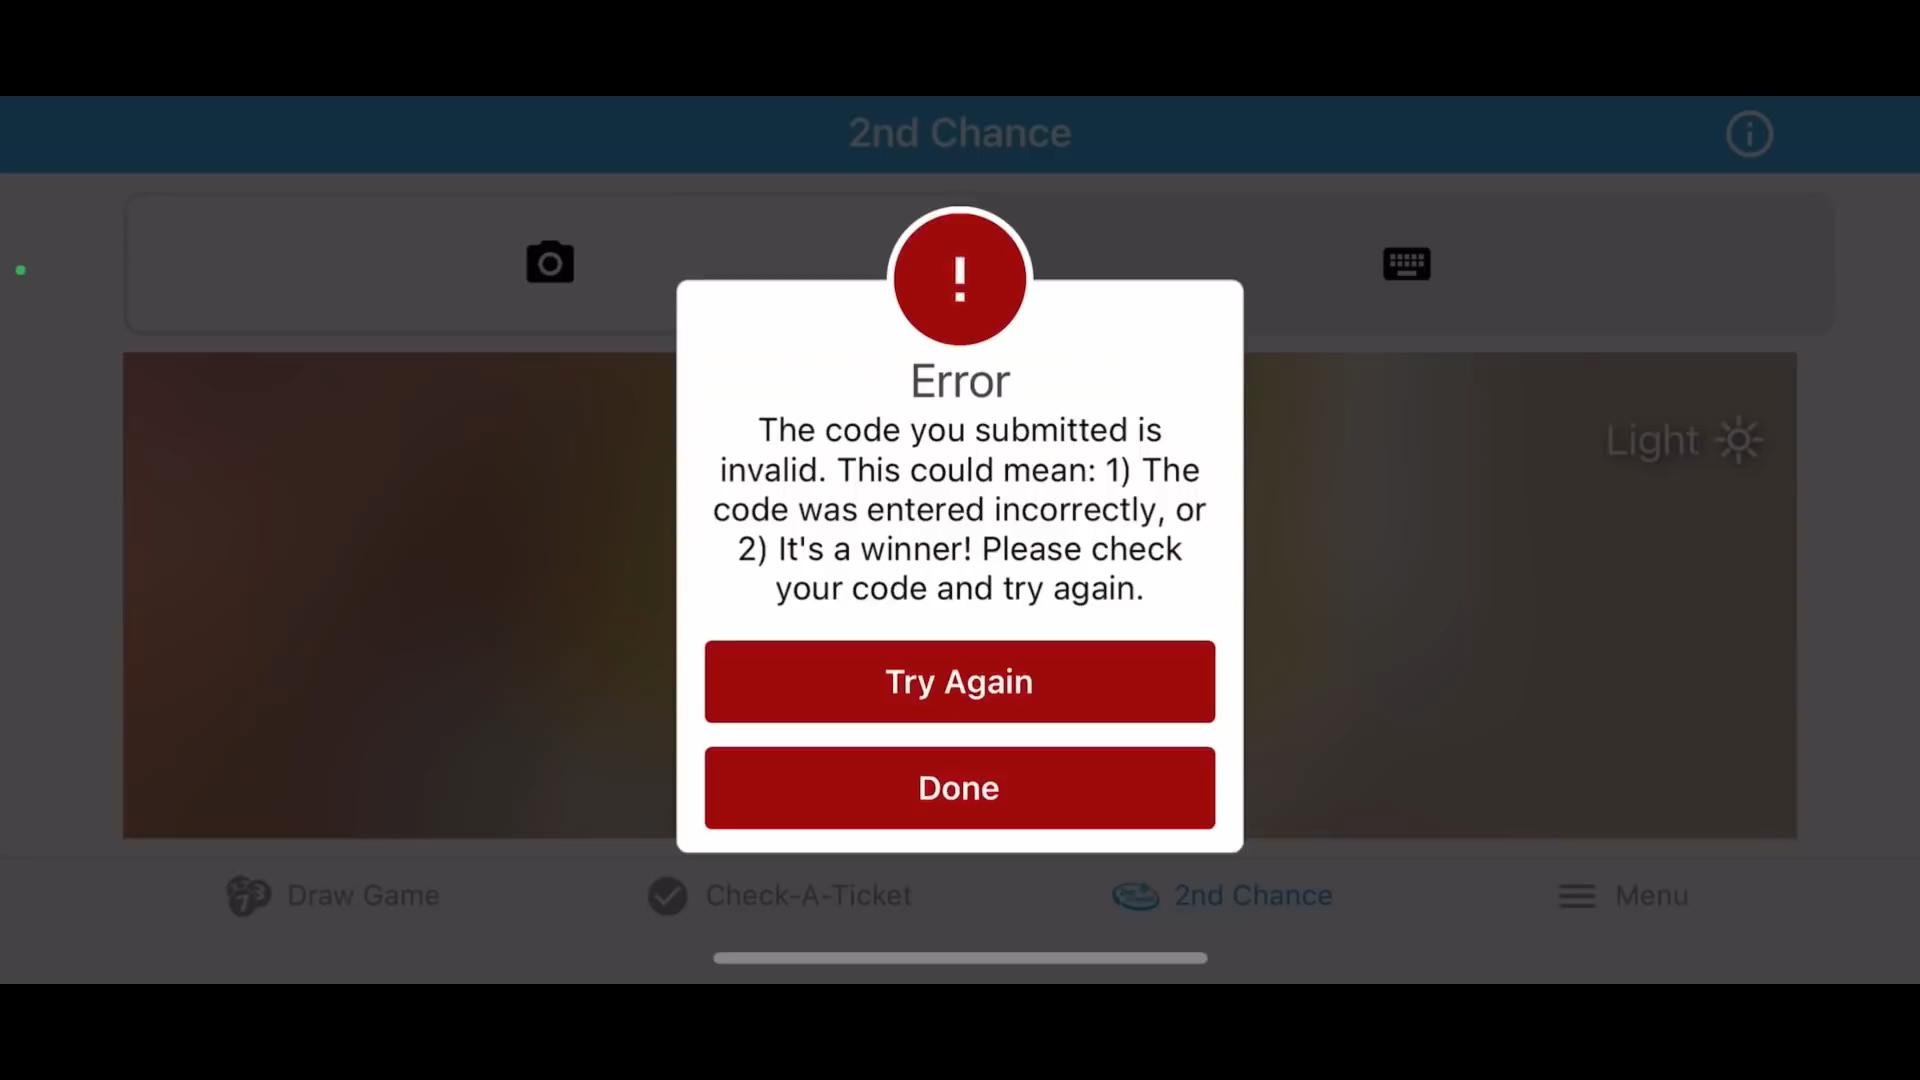 2nd Chance
!
Error
The code you submitted is
invalid. This could mean: 1) The
code was entered incorrectly, or
2) It's a winner! Please check
your code and try again.
Light
Try Again
Done
Draw Game
Check-A-Ticket
2nd Chance
Menu